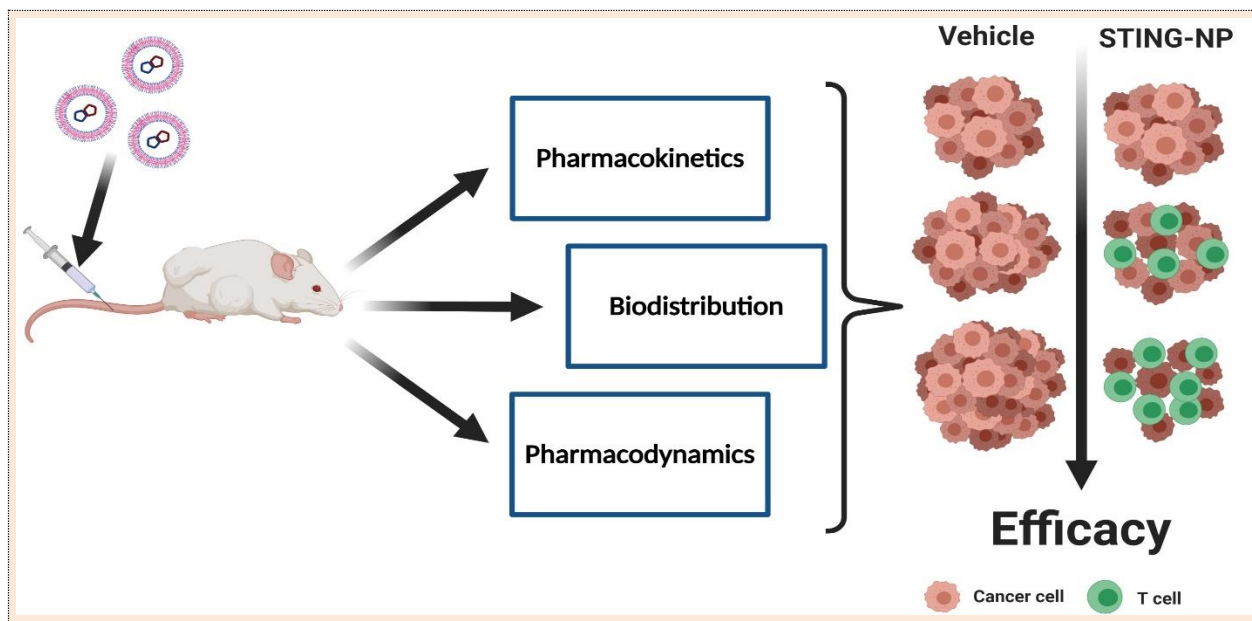 Vehicle
STING-NP
Pharmacokinetics
Biodistribution
Pharmacodynamics
Efficacy
Cancer cell
T cell